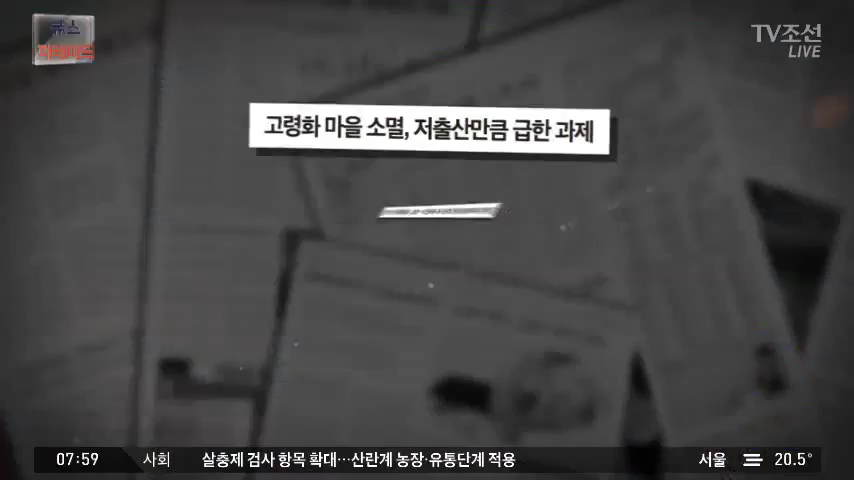 뉴스
TV조선
LIVE
고령화 마을 소멸, 저출산만큼 급한 과제
07:59 사회 살충제 검사 항목 확대…산란계 농장·유통단계 적용 서울 20.5°